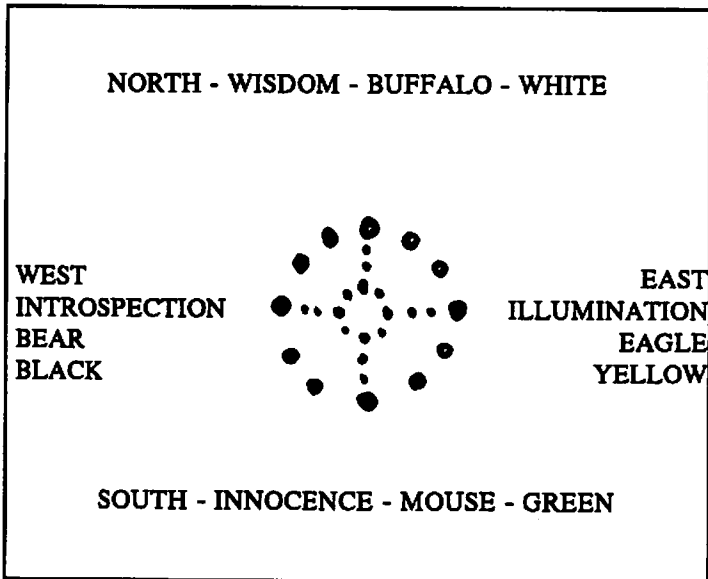 NORTH - WISDOM - BUFFALO - WHITE
WEST
INTROSPECTION
BEAR
BLACK
EAST
ILLUMINATION
EAGLE
YELLOW
SOUTH - INNOCENCE - MOUSE - GREEN